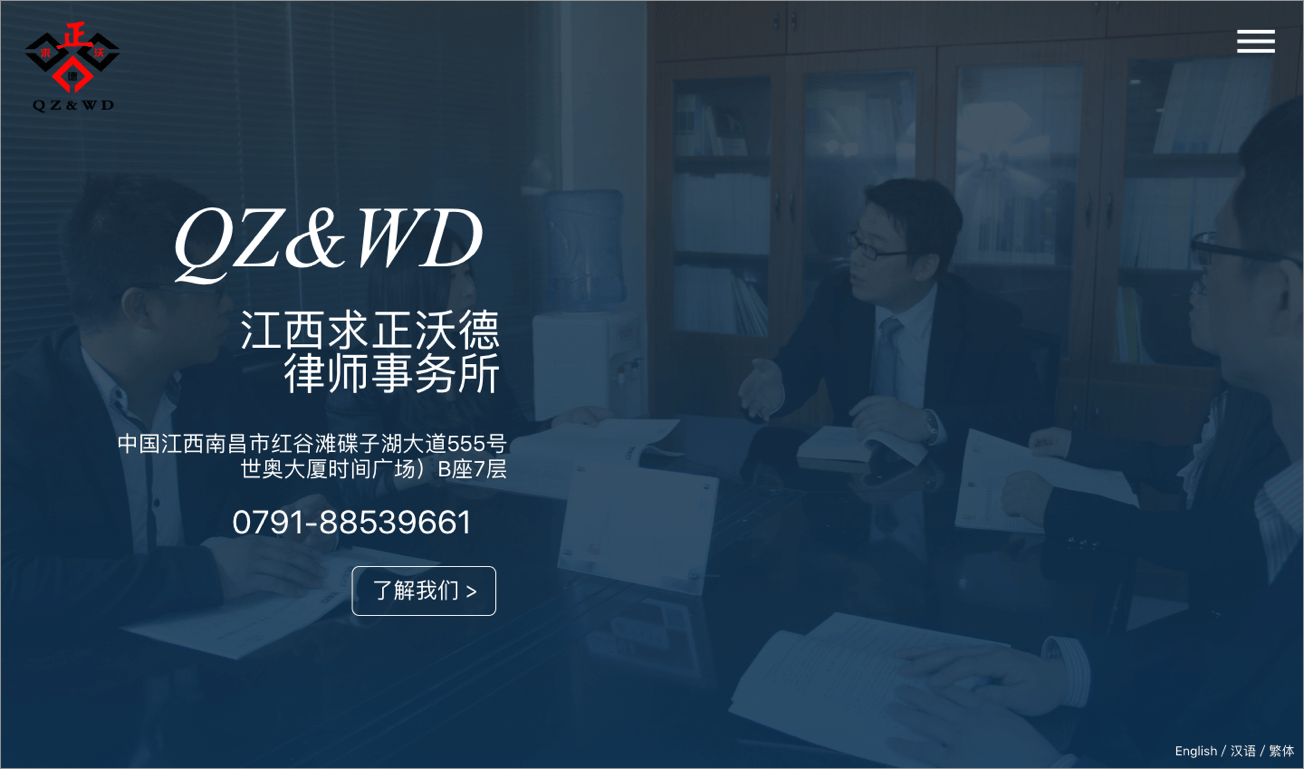 正
求 沃
德
QZ&WD
QZ&WD
江西求正沃德
律师事务所
中国江西南昌市红谷滩碟子湖大道555号
世奥大厦时间广场）B座7层
0791-88539661
了解我们 >
English / 汉语 / 繁体